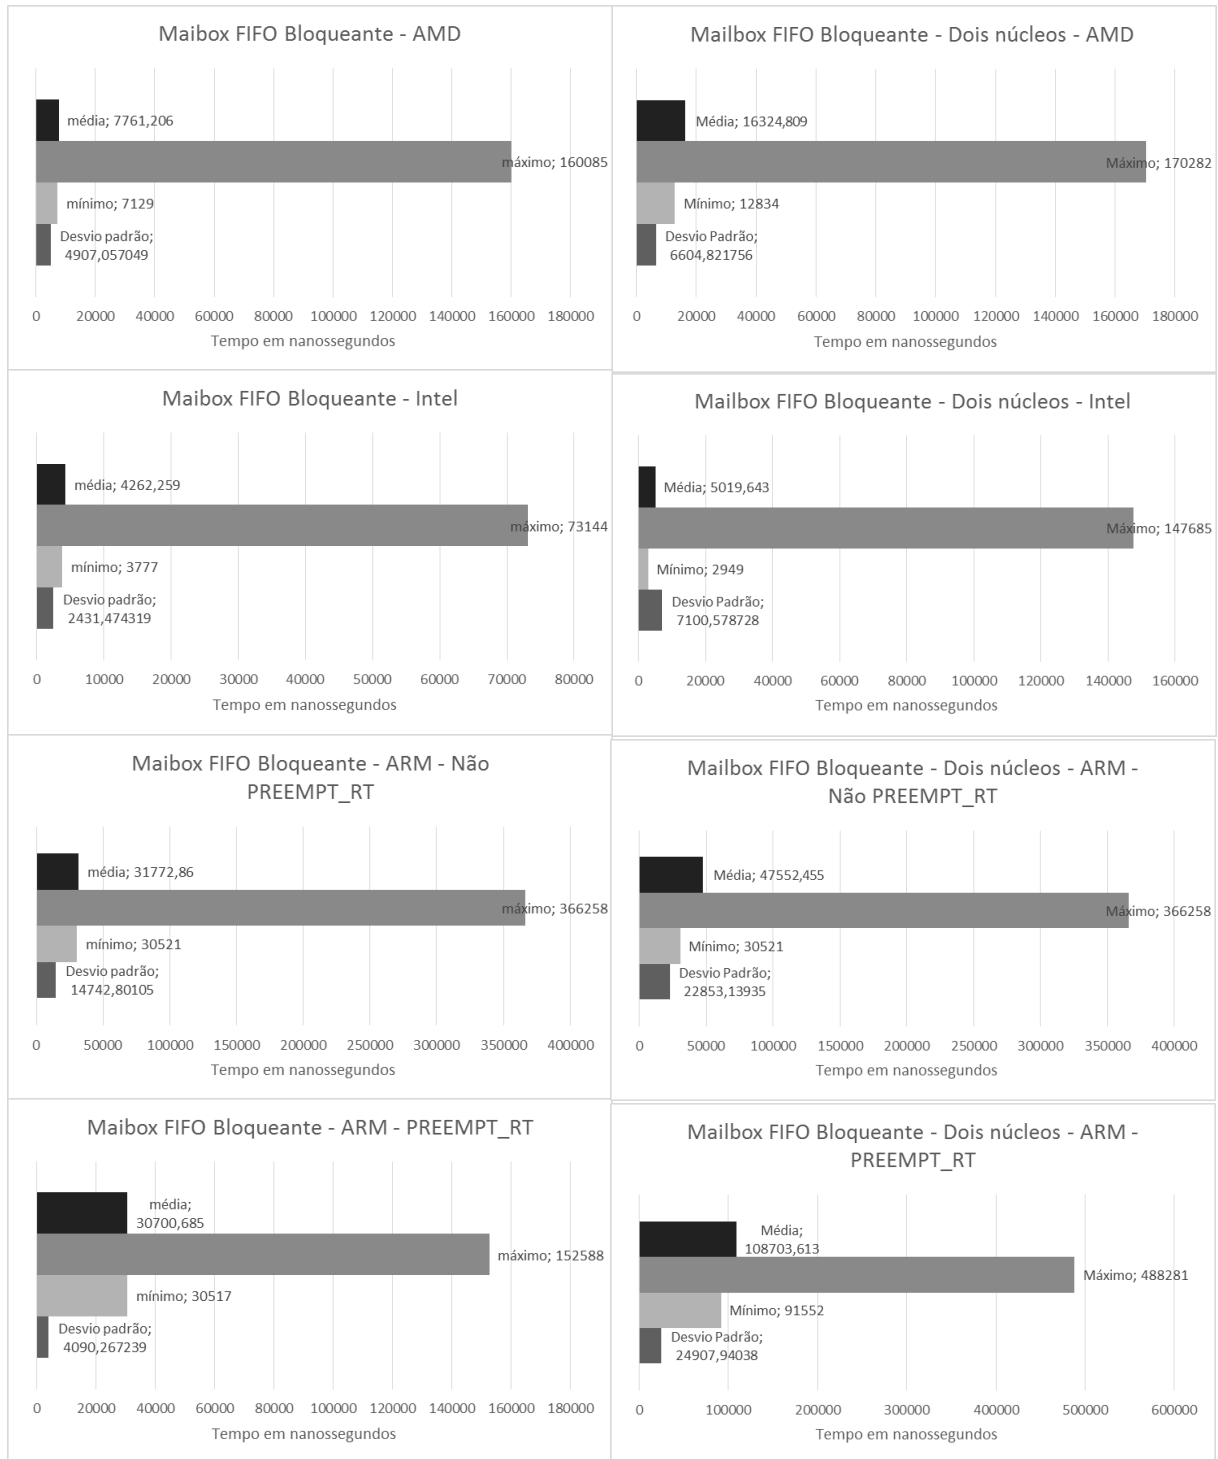 Maibox FIFO Bloqueante - AMD
média; 7761,206
máximo; 160085
mínimo; 7129
Desvio padrão;
4907,057049
0 20000 40000 60000 80000 100000 120000 140000 160000 180000
Tempo em nanossegundos
Mailbox FIFO Bloqueante - Dois núcleos - AMD
Média; 16324,809
Máximo; 170282
Mínimo; 12834
Desvio Padrão;
6604,821756
0 20000 40000 60000 80000 100000 120000 140000 160000 180000
Tempo em nanossegundos
Maibox FIFO Bloqueante - Intel
média; 4262,259
máximo; 73144
mínimo; 3777
Desvio padrão;
2431,474319
0 10000 20000 30000 40000 50000 60000 70000 80000
Tempo em nanossegundos
Mailbox FIFO Bloqueante - Dois núcleos - Intel
Média; 5019,643
Máximo; 147685
Mínimo; 2949
Desvio Padrão;
7100,578728
0 20000 40000 60000 80000 100000 120000 140000 160000
Tempo em nanossegundos
Maibox FIFO Bloqueante - ARM - Não
PREEMPT_RT
média; 31772,86
máximo; 366258
mínimo; 30521
Desvio padrão;
14742,80105
0 50000 100000 150000 200000 250000 300000 350000 400000
Tempo em nanossegundos
Mailbox FIFO Bloqueante - Dois núcleos - ARM -
Não PREEMPT_RT
Média; 47552,455
Máximo; 366258
Mínimo; 30521
Desvio Padrão;
22853,13935
0 50000 100000 150000 200000 250000 300000 350000 400000
Tempo em nanossegundos
Maibox FIFO Bloqueante - ARM - PREEMPT_RT
média;
30700,685
máximo; 152588
mínimo; 30517
Desvio padrão;
4090,267239
0 20000 40000 60000 80000 100000 120000 140000 160000 180000
Tempo em nanossegundos
Mailbox FIFO Bloqueante - Dois núcleos - ARM -
PREEMPT_RT
Média;
108703,613
Máximo; 488281
Mínimo; 91552
Desvio Padrão;
24907,94038
0 100000 200000 300000 400000 500000 600000
Tempo em nanossegundos